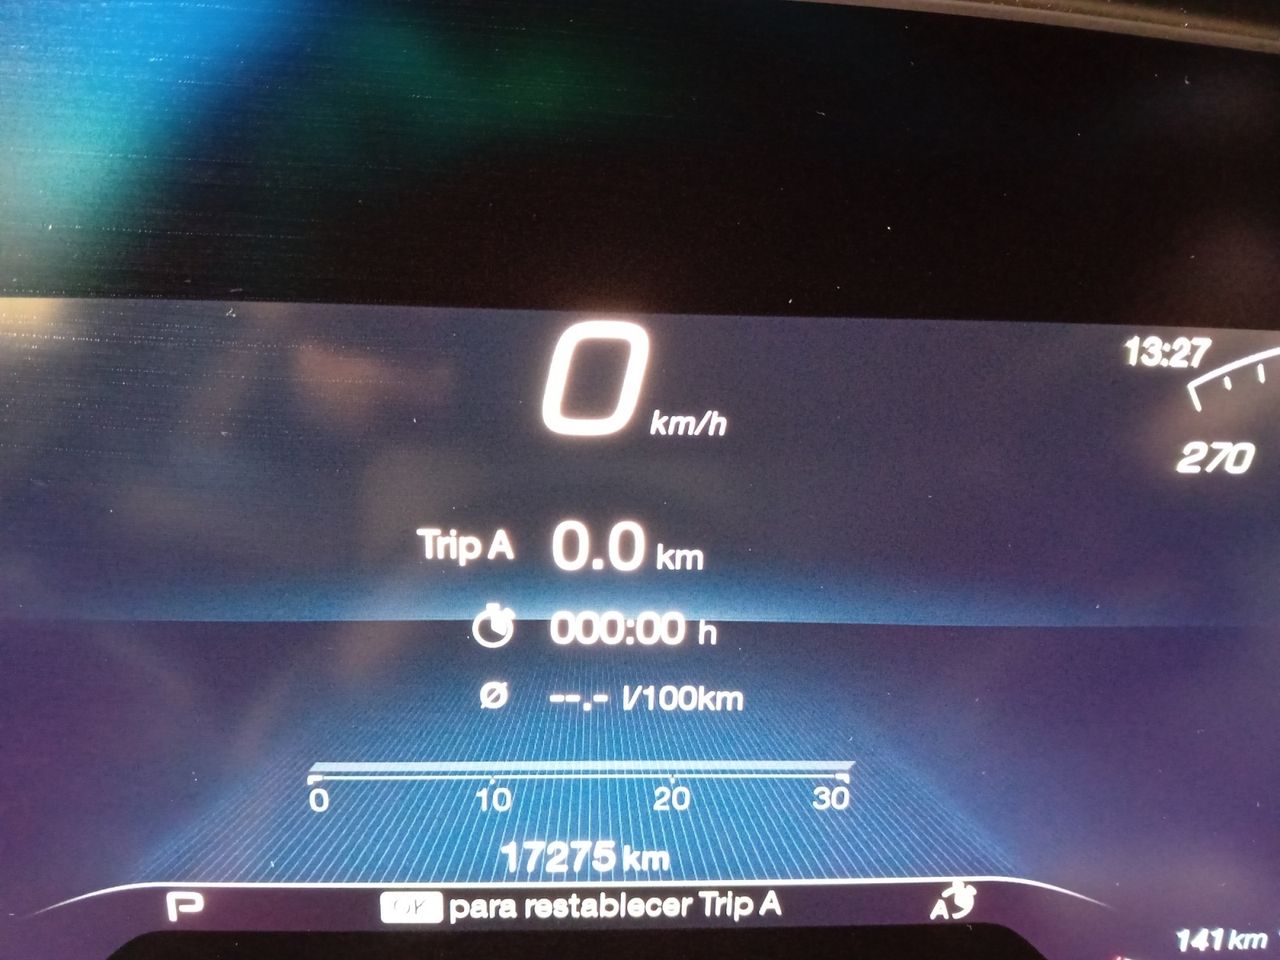 0 km/h
13:27
270
Trip A 0.0 km
000:00 h
Ø --.- l/100km
0 10 20 30
17275 km
P OK para restablecer Trip A A
141 km